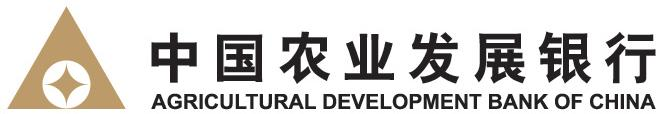 中国农业发展银行
AGRICULTURAL DEVELOPMENT BANK OF CHINA